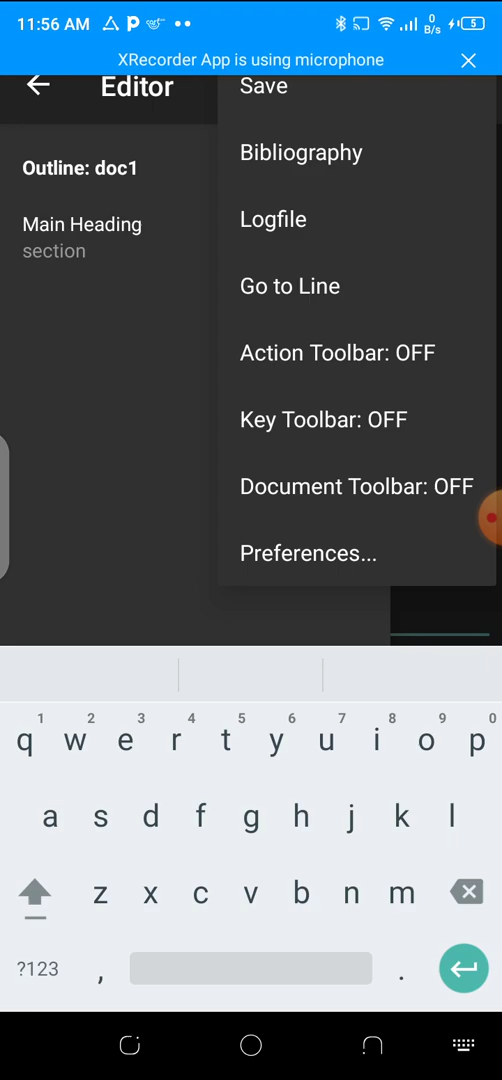 11:56 AM
0
B/s
5
XRecorder App is using microphone
Editor
Save
Outline: doc1
Bibliography
Main Heading
section
Logfile
Go to Line
Action Toolbar: OFF
Key Toolbar: OFF
Document Toolbar: OFF
Preferences...
1 2 3 4 5 6 7 8 9 0
q w e r t y u i o p
a s d f g h j k l
z x c v b n m
?123 , .